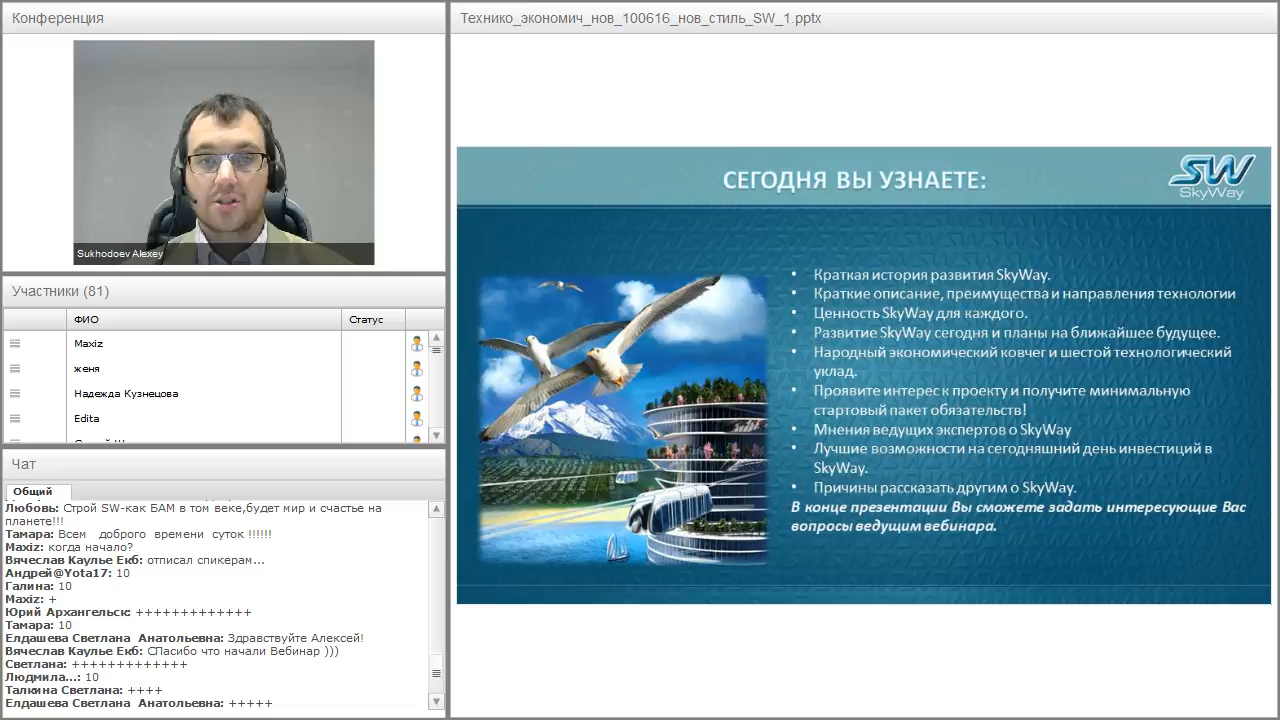 Конференция
Sukhodoev Alexey
Участники (81)
ФИО
Статус
Maxiz
женя
Надежда Кузнецова
Edita
Чат
Общий
Любовь: Строй SW-как БАМ в том веке,будет мир и счастье на
планете!!!
Тамара: Всем доброго времени суток !!!!!!
Maxiz: когда начало?
Вячеслав Каулье Екб: отписал спикерам...
Андрей@Yota17: 10
Галина: 10
Maxiz: +
Юрий Архангельск: +++++++++++++
Тамара: 10
Елдашева Светлана Анатольевна: Здравствуйте Алексей!
Вячеслав Каулье Екб: СПасибо что начали Вебинар )))
Светлана: +++++++++++++
Людмила...: 10
Талкина Светлана: ++++
Елдашева Светлана Анатольевна: +++++
Технико_экономич_нов_100616_нов_стиль_SW_1.pptx
СЕГОДНЯ ВЫ УЗНАЕТЕ:
SW
SkyWay
• Краткая история развития SkyWay.
• Краткие описание, преимущества и направления технологии
• Ценность SkyWay для каждого.
• Развитие SkyWay сегодня и планы на ближайшее будущее.
• Народный экономический ковчег и шестой технологический
уклад.
• Проявите интерес к проекту и получите минимальную
стартовый пакет обязательств!
• Мнения ведущих экспертов о SkyWay
• Лучшие возможности на сегодняшний день инвестиций в
SkyWay.
• Причины рассказать другим о SkyWay.
В конце презентации Вы сможете задать интересующие Вас
вопросы ведущим вебинара.